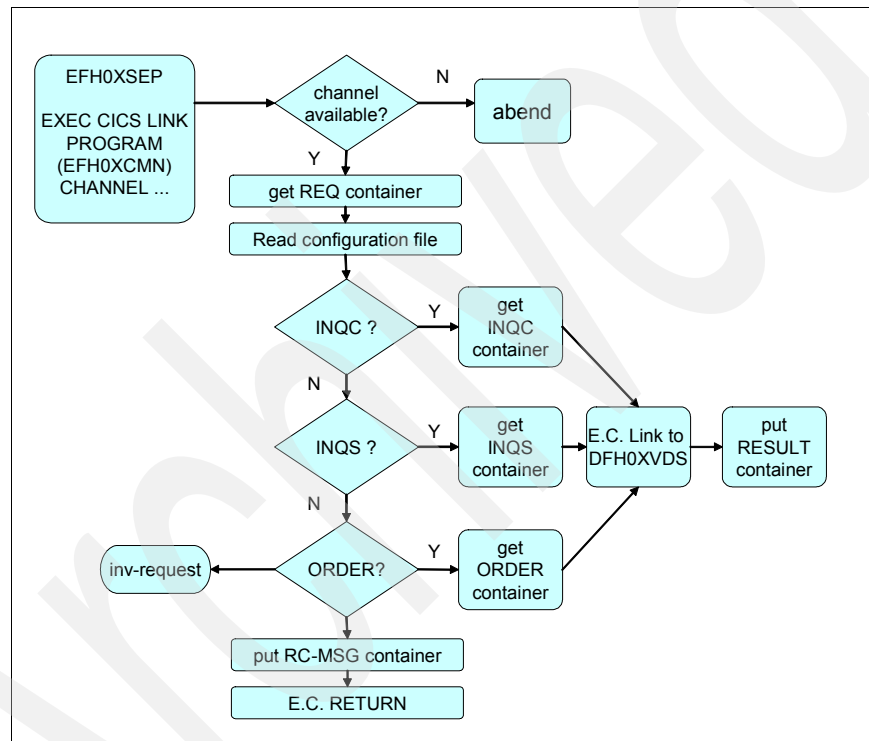 EFH0XSEP
EXEC CICS LINK
PROGRAM
(EFH0XCMN)
CHANNEL ...
channel
available?
N
abend
Y
get REQ container
Read configuration file
INQC ?
Y
get
INQC
container
N
INQS ?
Y
get
INQS
container
E.C. Link to
DFH0XVDS
put
RESULT
container
N
inv-request
ORDER?
Y
get
ORDER
container
put RC-MSG container
E.C. RETURN
Archived